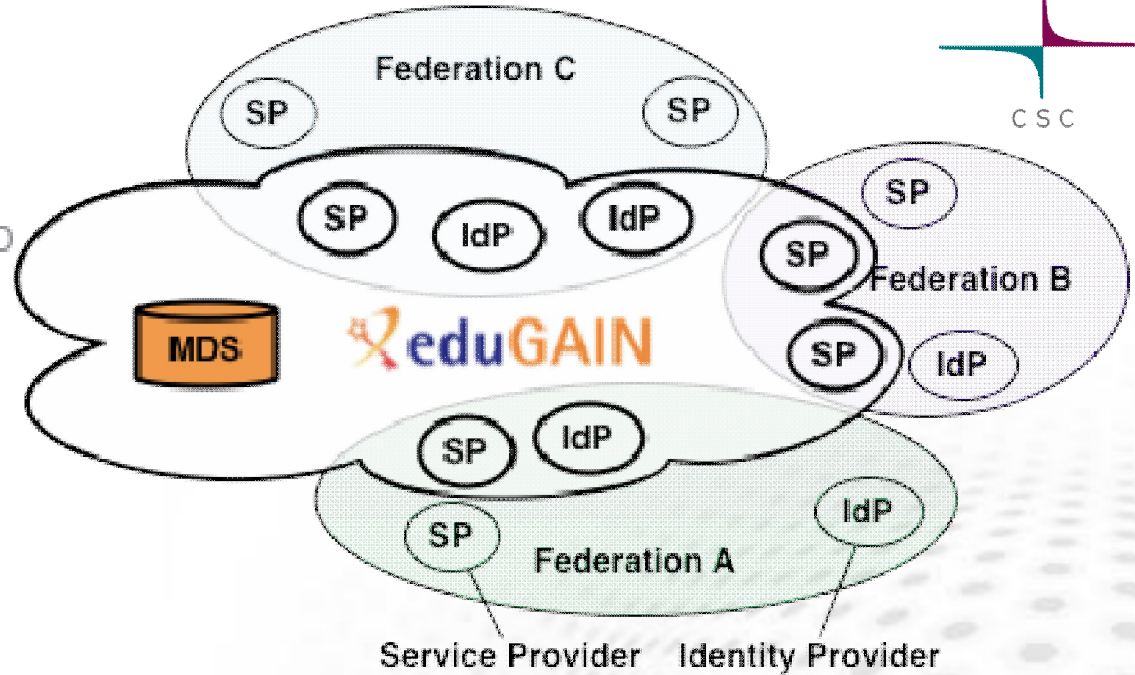 Federation C
SP
SP
CSC
SP
SP
IdP
IdP
SP
Federation B
MDS
eduGAIN
SP
IdP
SP
IdP
SP
IdP
Federation A
Service Provider
Identity Provider